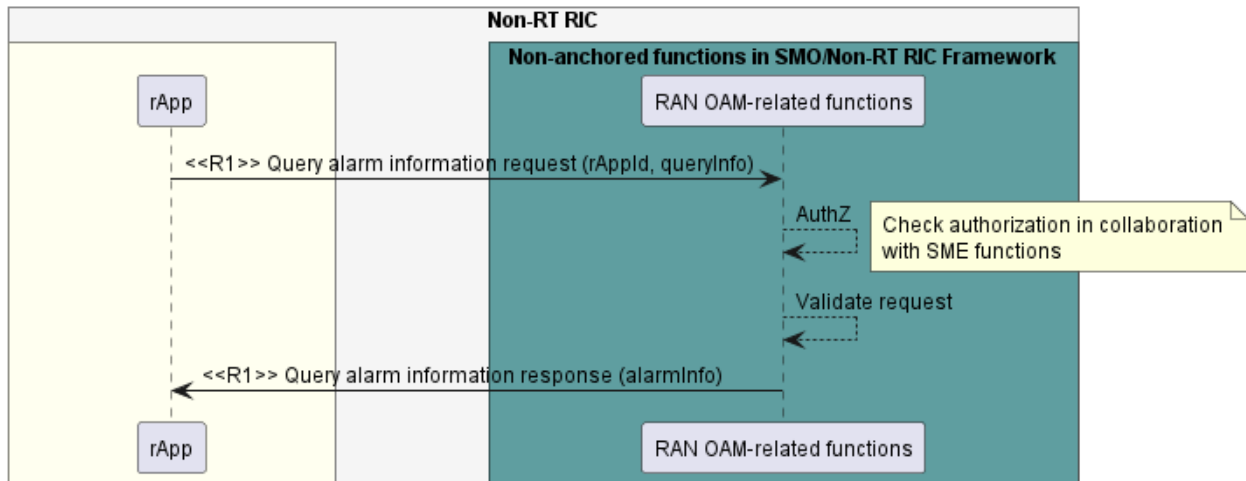 Non-RT RIC
Non-anchored functions in SMO/Non-RT RIC Framework
rApp
RAN OAM-related functions
<<R1>> Query alarm information request (rAppId, queryInfo)
AuthZ
Check authorization in collaboration
with SME functions
Validate request
<<R1>> Query alarm information response (alarmInfo)
rApp
RAN OAM-related functions